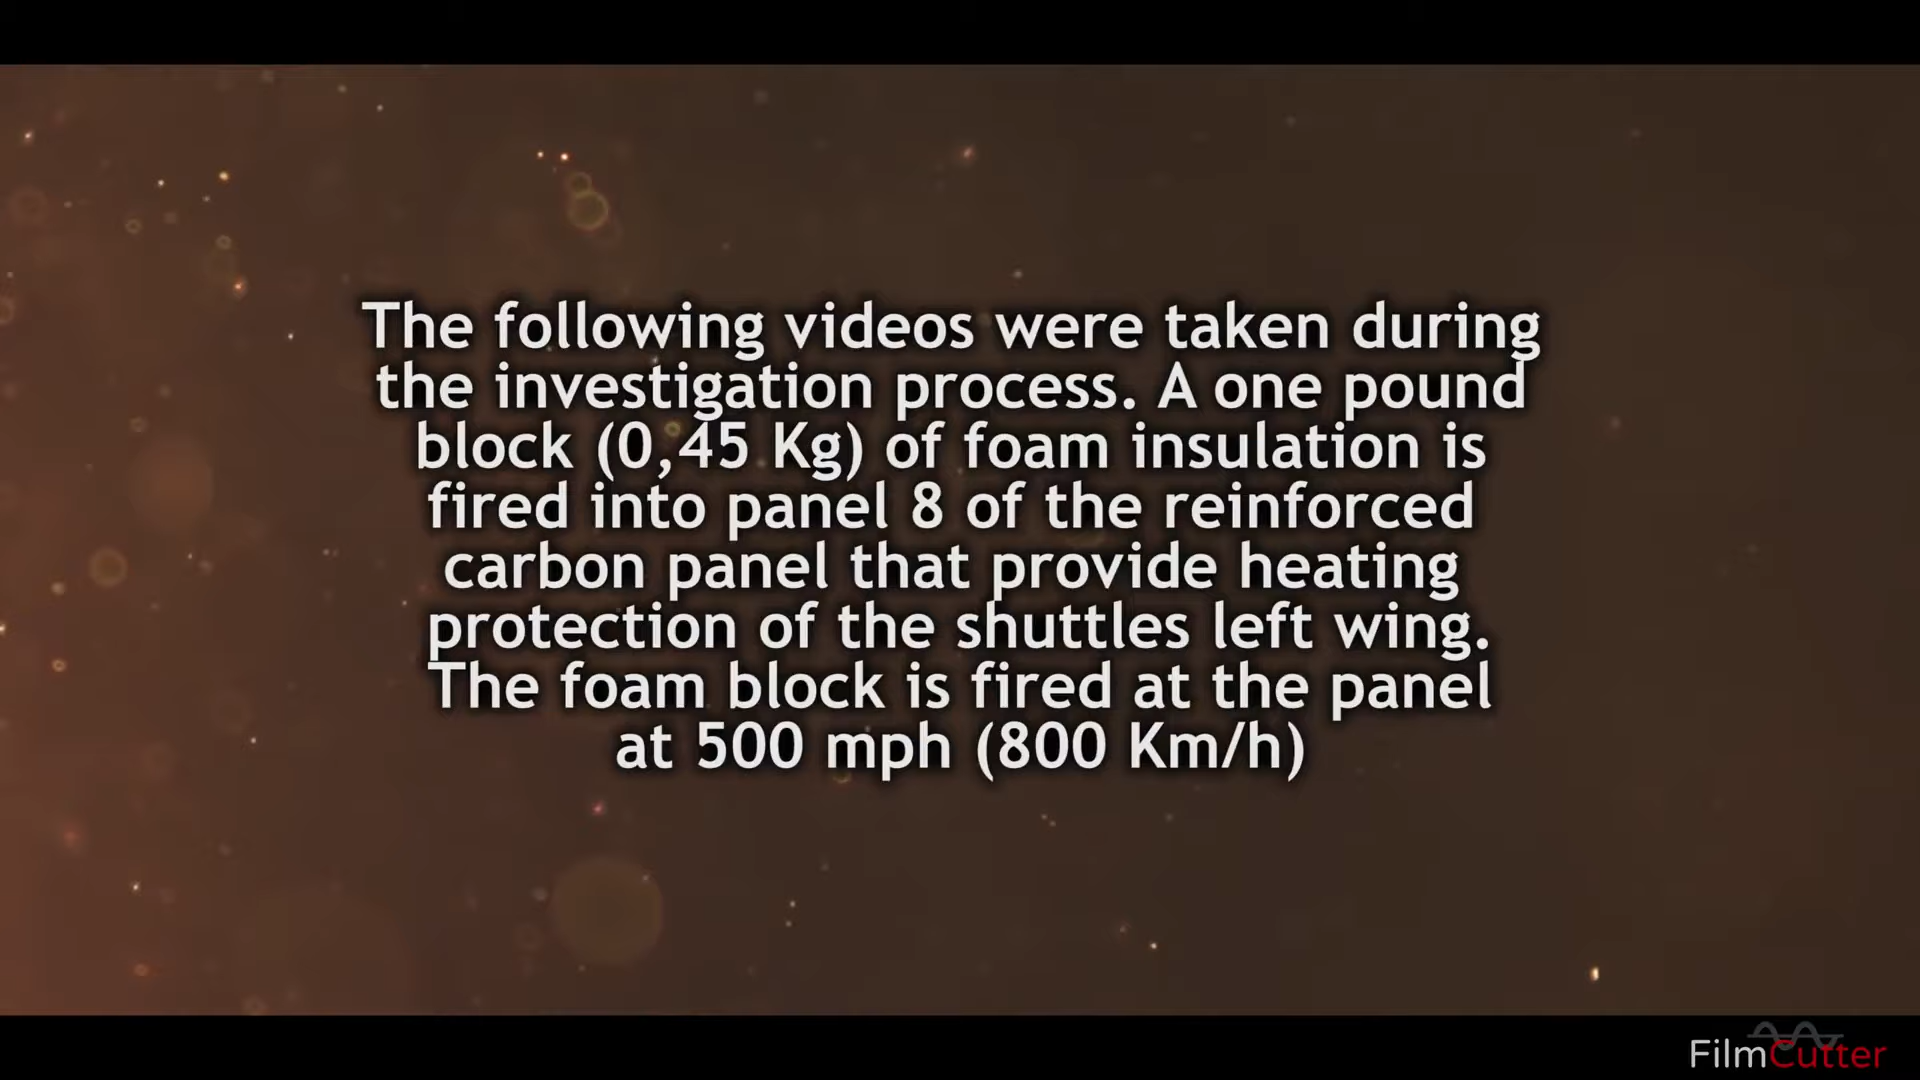 The following videos were taken during
the investigation process. A one pound
block (0,45 Kg) of foam insulation is
fired into panel 8 of the reinforced
carbon panel that provide heating
protection of the shuttles left wing.
The foam block is fired at the panel
at 500 mph (800 Km/h)
FilmCutter